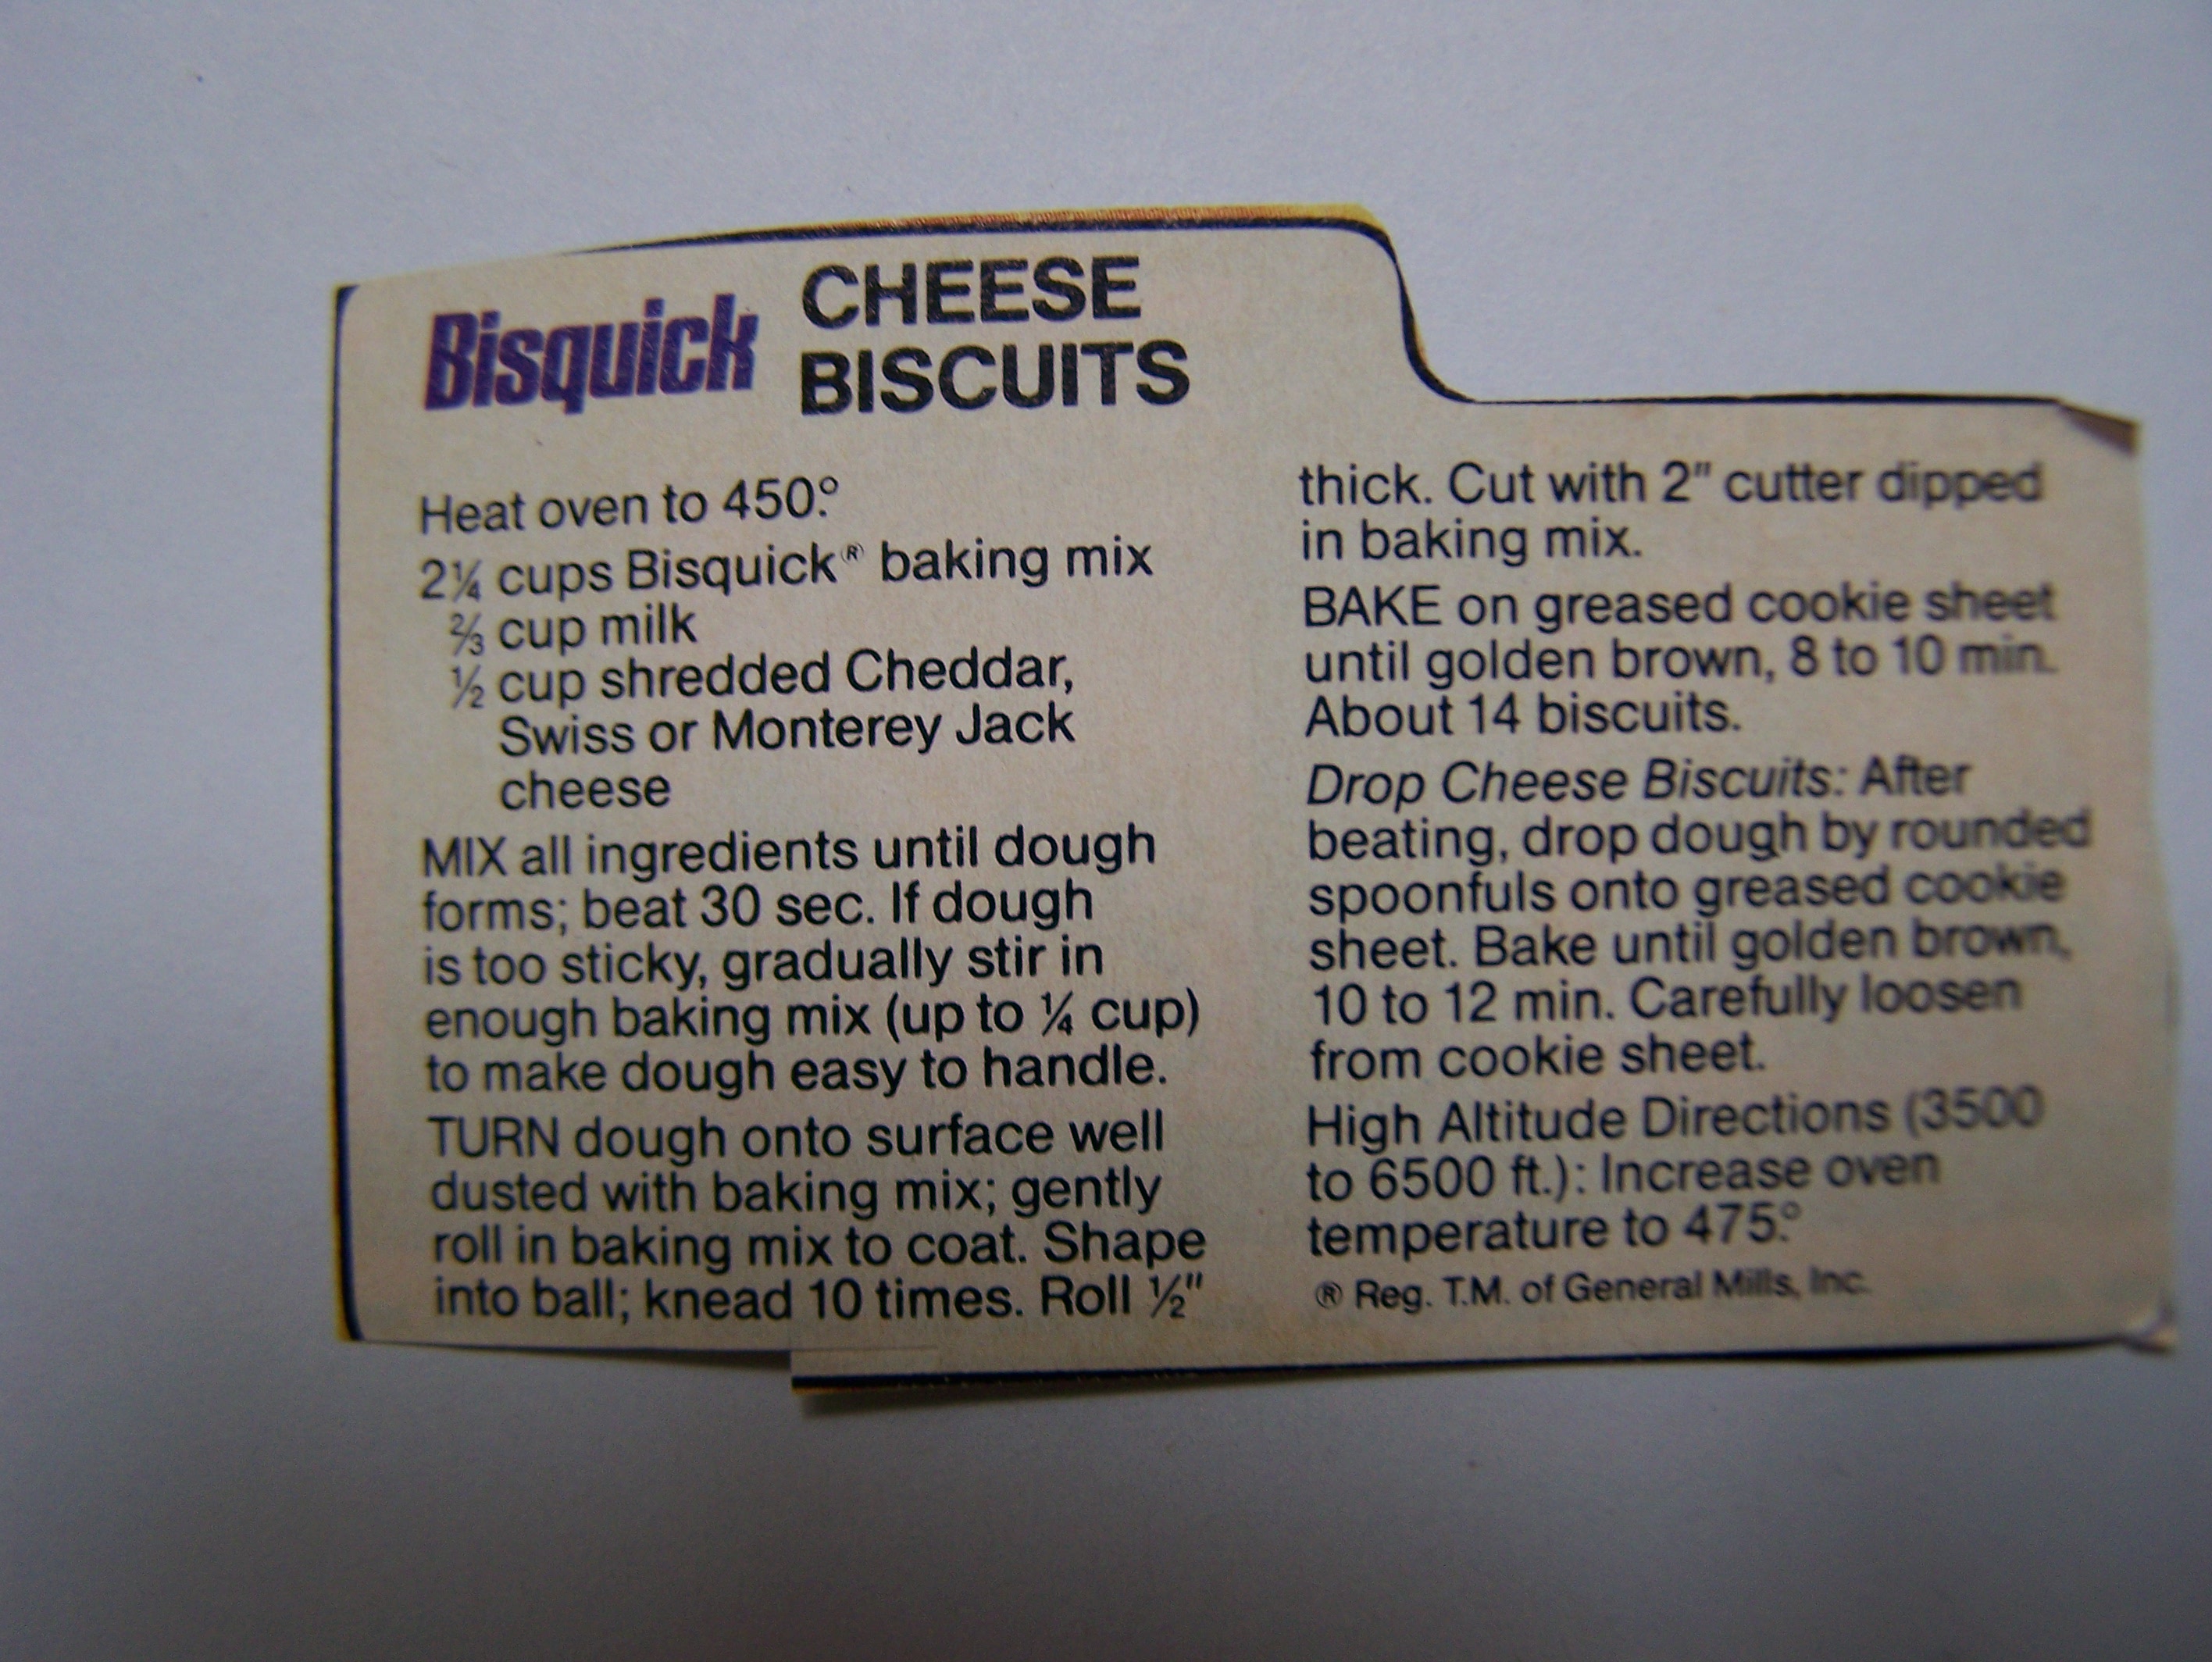 Bisquick CHEESE
BISCUITS
Heat oven to 450°.
2¼ cups Bisquick® baking mix
⅔ cup milk
½ cup shredded Cheddar,
Swiss or Monterey Jack
cheese
MIX all ingredients until dough
forms; beat 30 sec. If dough
is too sticky, gradually stir in
enough baking mix (up to ¼ cup)
to make dough easy to handle.
TURN dough onto surface well
dusted with baking mix; gently
roll in baking mix to coat. Shape
into ball; knead 10 times. Roll ½"
thick. Cut with 2" cutter dipped
in baking mix.
BAKE on greased cookie sheet
until golden brown, 8 to 10 min.
About 14 biscuits.
Drop Cheese Biscuits: After
beating, drop dough by rounded
spoonfuls onto greased cookie
sheet. Bake until golden brown,
10 to 12 min. Carefully loosen
from cookie sheet.
High Altitude Directions (3500
to 6500 ft.): Increase oven
temperature to 475°.
® Reg. T.M. of General Mills, Inc.